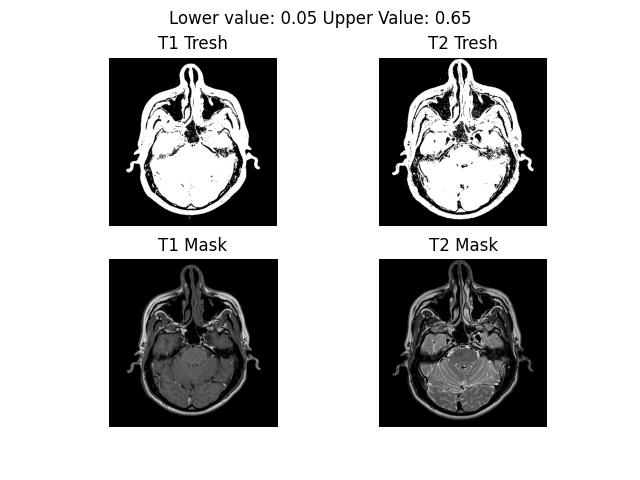 Lower value: 0.05 Upper Value: 0.65
T1 Tresh
T2 Tresh
T1 Mask
T2 Mask